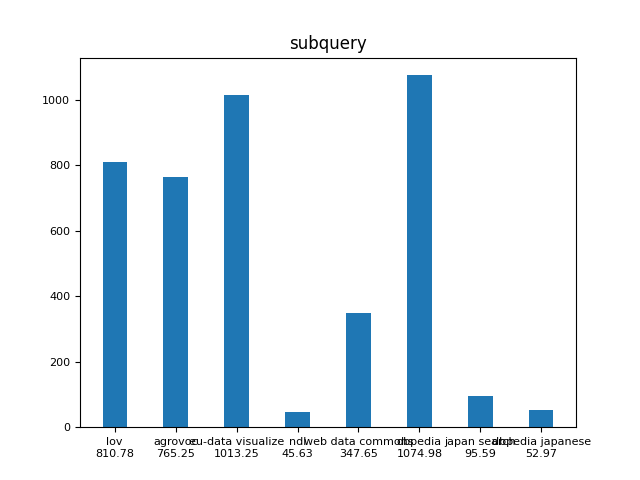 subquery
1000
800
600
400
200
0
lov agrovoc eu-data visualize ndl web data commons dbpedia japan search dbpedia japanese
810.78 765.25 1013.25 45.63 347.65 1074.98 95.59 52.97